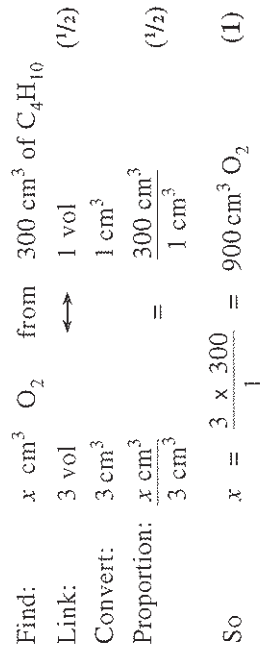 Find: x cm³ O₂ from 300 cm³ of C₄H₁₀
Link: 3 vol ↔ 1 vol (½)
Convert: 3 cm³ 1 cm³
Proportion: x cm³ / 3 cm³ = 300 cm³ / 1 cm³ (½)
So x = 3 x 300 / 1 = 900 cm³ O₂ (1)